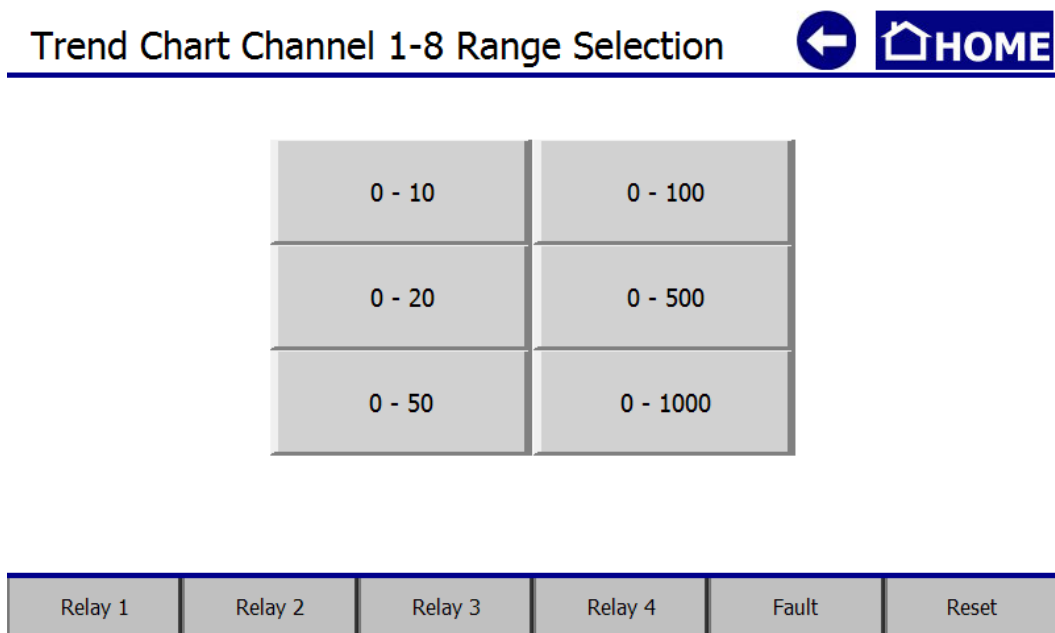 Trend Chart Channel 1-8 Range Selection
HOME
0 - 10
0 - 100
0 - 20
0 - 500
0 - 50
0 - 1000
Relay 1
Relay 2
Relay 3
Relay 4
Fault
Reset